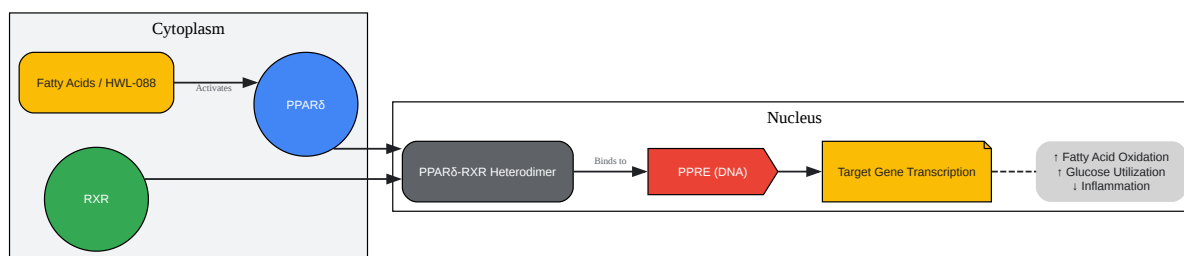 Cytoplasm
Fatty Acids / HWL-088
Activates
PPARδ
RXR
Nucleus
PPARδ-RXR Heterodimer
Binds to
PPRE (DNA)
Target Gene Transcription
↑ Fatty Acid Oxidation
↑ Glucose Utilization
↓ Inflammation